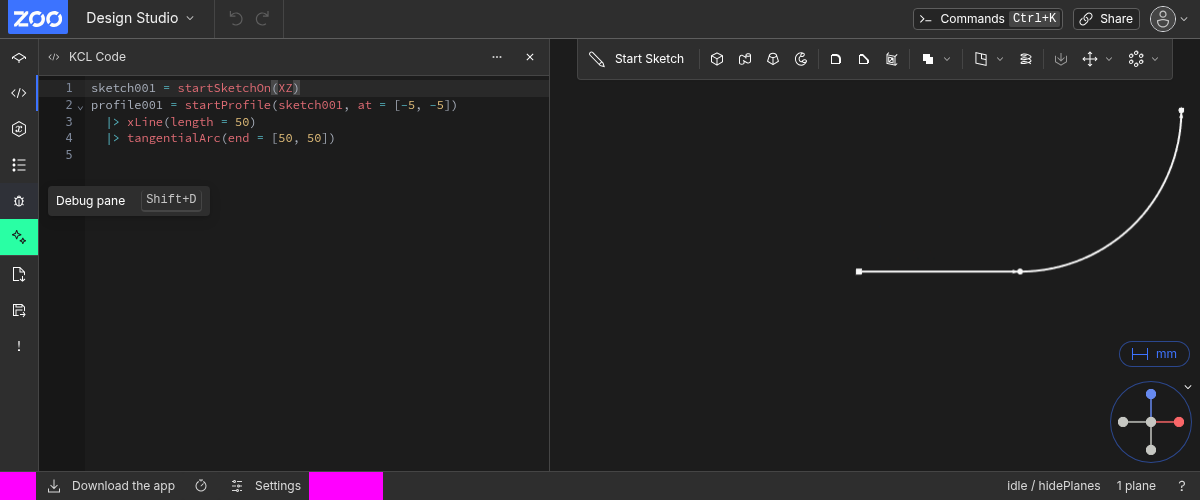 ZOO Design Studio Commands Ctrl+K Share
KCL Code
Start Sketch
1 sketch001 = startSketchOn(XZ)
2 profile001 = startProfile(sketch001, at = [-5, -5])
3 |> xLine(length = 50)
4 |> tangentialArc(end = [50, 50])
5
Debug pane Shift+D
mm
Download the app Settings idle / hidePlanes 1 plane ?